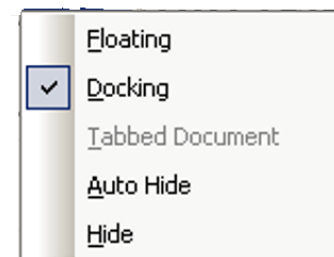 Floating
Docking
Tabbed Document
Auto Hide
Hide